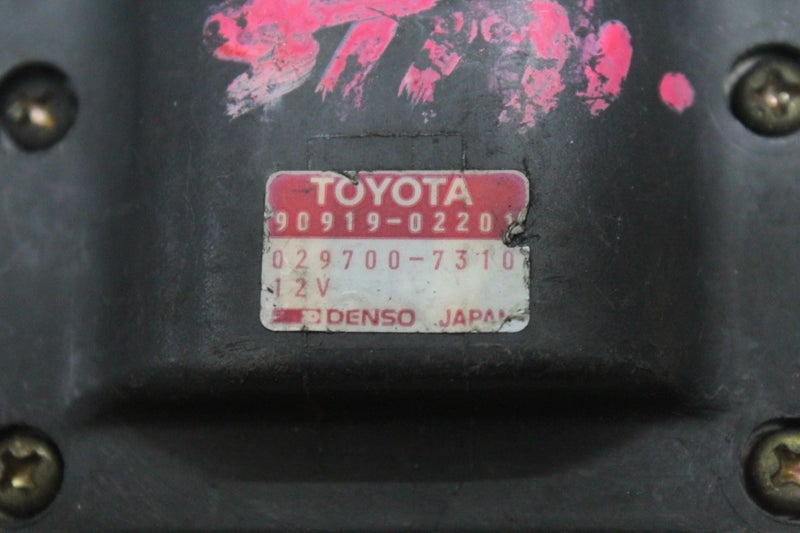 TOYOTA
90919-02201
029700-7310
12V
DENSO JAPAN